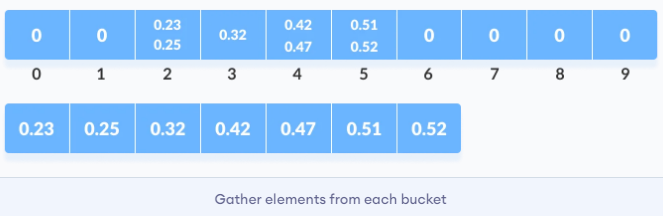 0 0 0.23 0.32 0.42 0.51 0 0 0 0
0.25 0.47 0.52
0 1 2 3 4 5 6 7 8 9
0.23 0.25 0.32 0.42 0.47 0.51 0.52
Gather elements from each bucket